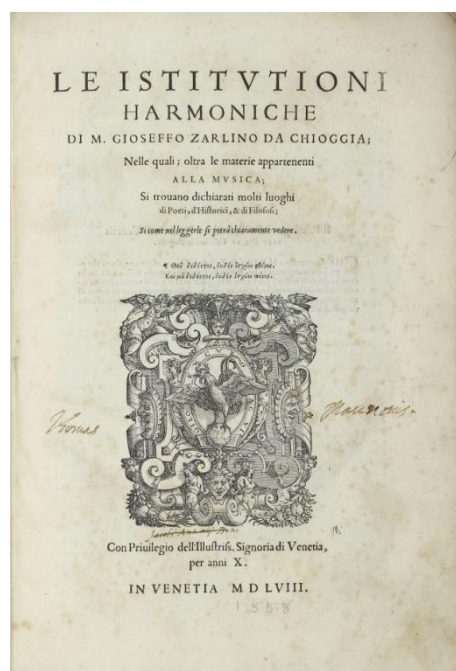 LE ISTITVTIONI
HARMONICHE
DI M. GIOSEFFO ZARLINO DA CHIOGGIA;
Nelle quali; oltra le materie appartenenti
ALLA MVSICA;
Si trouano dichiarati molti luoghi
di Poeti, d'Historici, & di Filosofi;
Si come nel leggerle si potrà chiaramente vedere.
Thomas
Con Priuilegio dell'Illustriss. Signoria di Venetia,
per anni X.
IN VENETIA M D LVIII.
1558